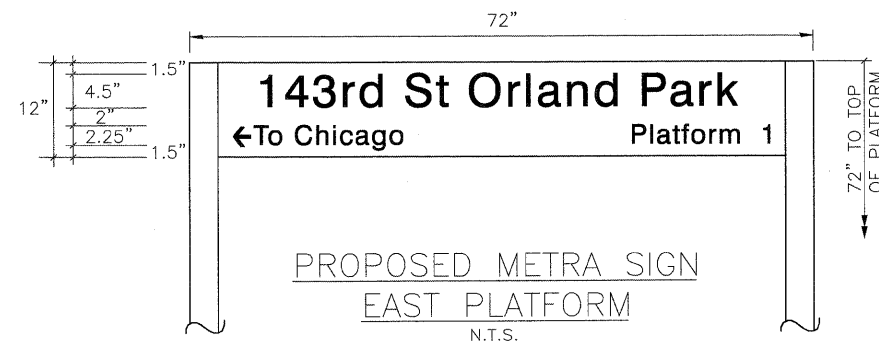 72"
1.5"
4.5"
12"
2"
2.25"
1.5"
143rd St Orland Park
←To Chicago Platform 1
72" TO TOP
OF PLATFORM
PROPOSED METRA SIGN
EAST PLATFORM
N.T.S.